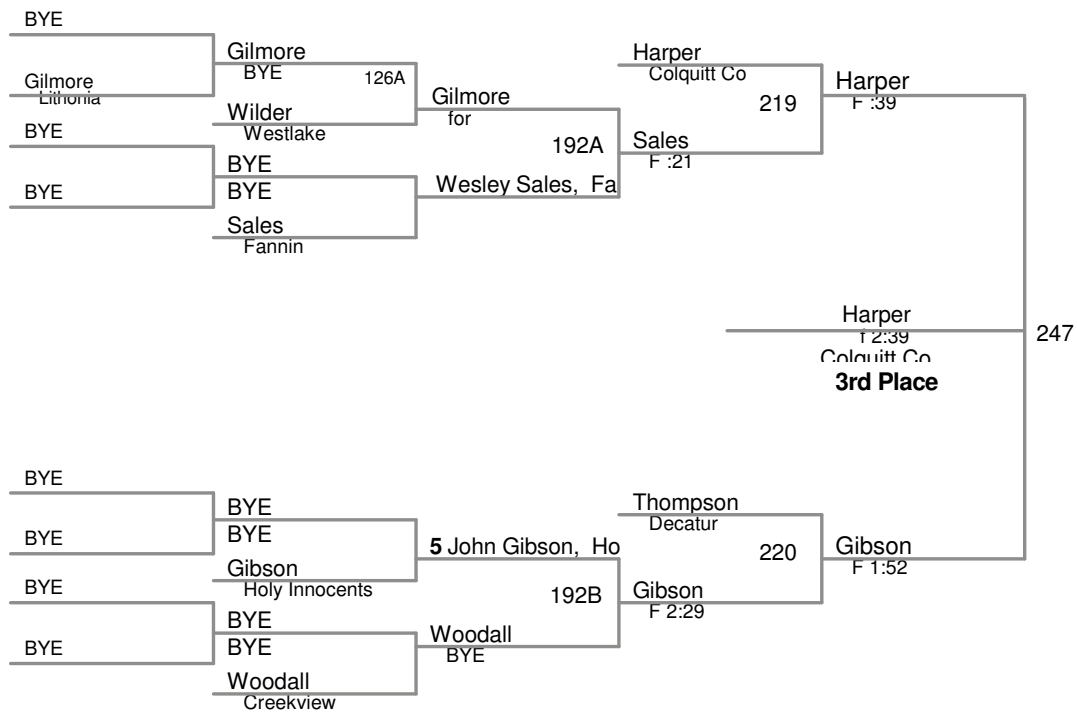 BYE
Gilmore
Lithonia
BYE
BYE
Gilmore
BYE
126A
Wilder
Westlake
BYE
BYE
Sales
Fannin
Gilmore
for
192A
Wesley Sales, Fa
Harper
Colquitt Co
219
Sales
F :21
Harper
F :39
Harper
f 2:39
Colquitt Co
3rd Place
247
BYE
BYE
BYE
BYE
BYE
BYE
Gibson
Holy Innocents
BYE
BYE
Woodall
Creekview
5 John Gibson, Ho
192B
Woodall
BYE
Thompson
Decatur
220
Gibson
F 2:29
Gibson
F 1:52